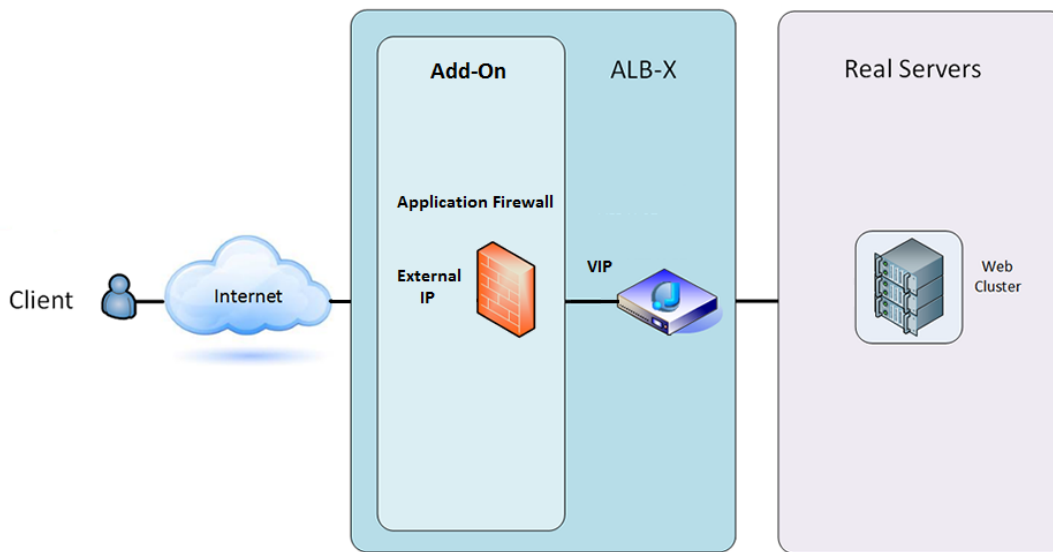 Add-On
ALB-X
Real Servers
Application Firewall
External
IP
VIP
Client
Internet
Web
Cluster